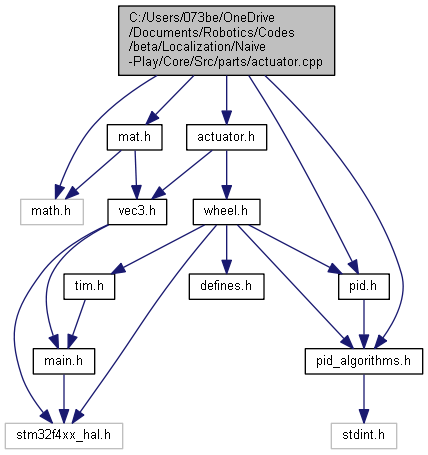 C:/Users/073be/OneDrive
/Documents/Robotics/Codes
/beta/Localization/Naive
-Play/Core/Src/parts/actuator.cpp
mat.h
actuator.h
math.h
vec3.h
wheel.h
tim.h
defines.h
pid.h
main.h
pid_algorithms.h
stm32f4xx_hal.h
stdint.h